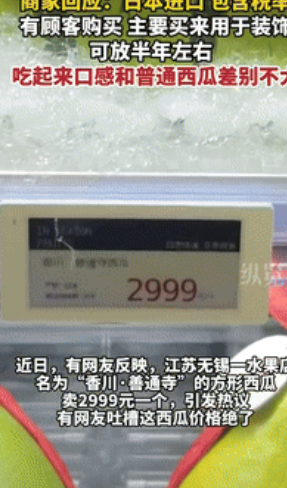 商家回应：日本进口 包含税率
有顾客购买 主要买来用于装饰
可放半年左右
吃起来口感和普通西瓜差别不大
善通寺西瓜
2999
纵览
近日，有网友反映，江苏无锡一水果店
名为“香川·善通寺”的方形西瓜
卖2999元一个，引发热议
有网友吐槽这西瓜价格绝了